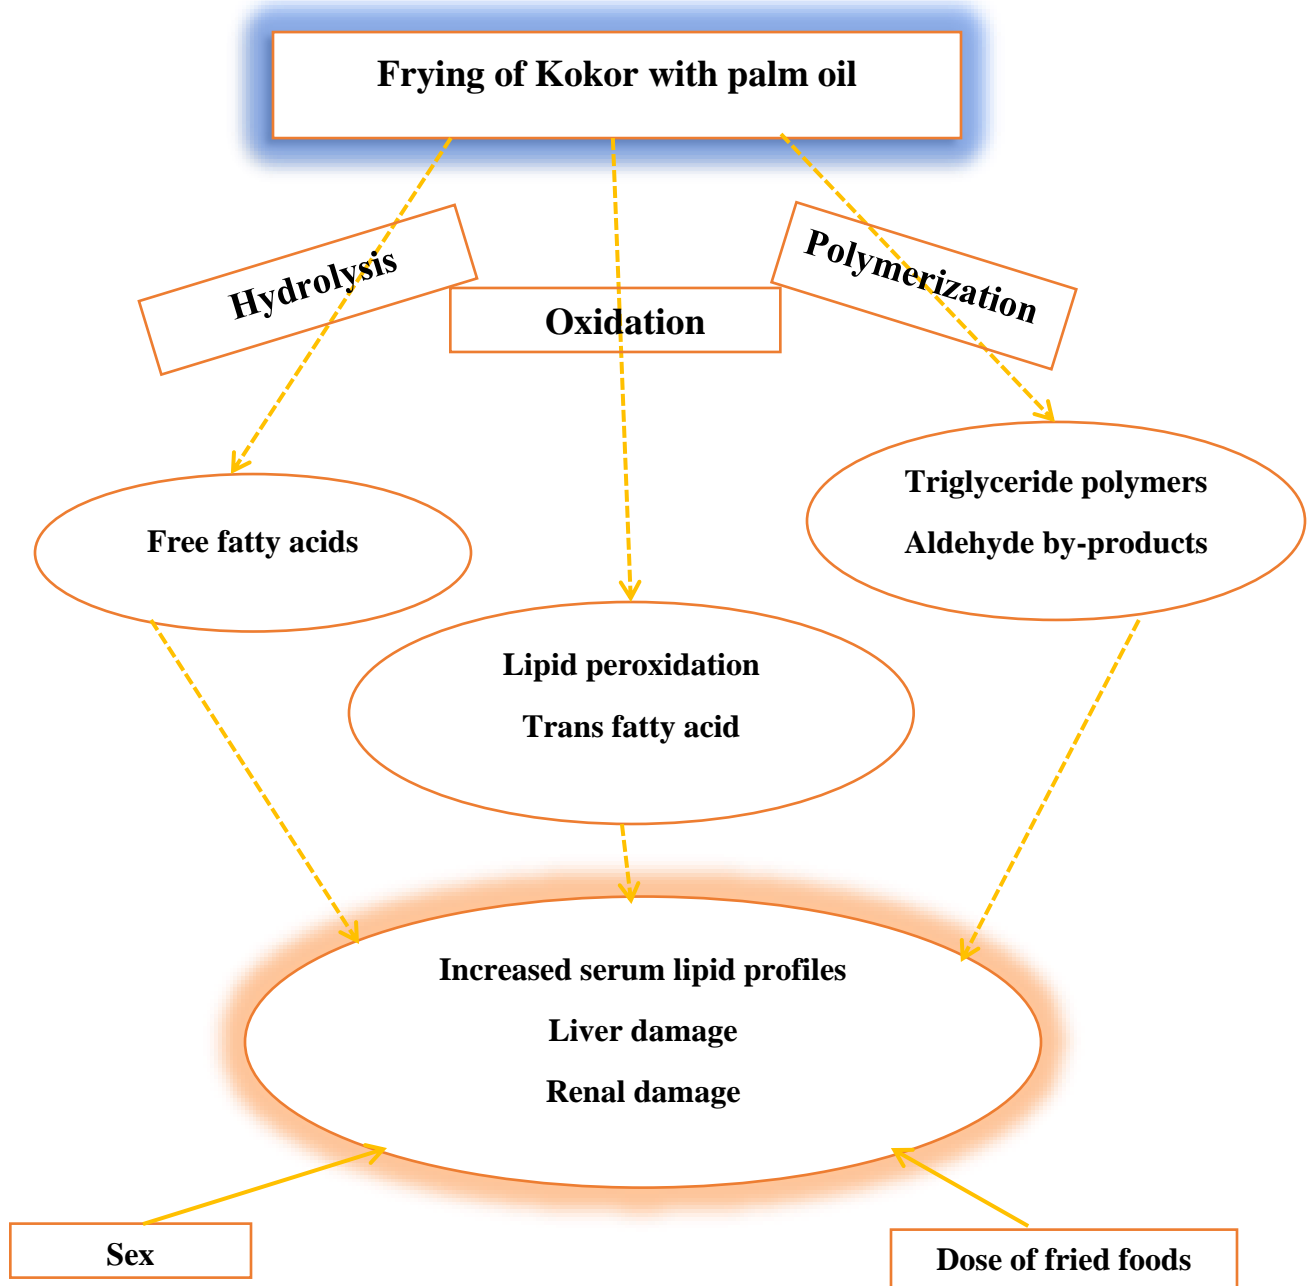 Frying of Kokor with palm oil
Hydrolysis
Oxidation
Polymerization
Free fatty acids
Triglyceride polymers
Aldehyde by-products
Lipid peroxidation
Trans fatty acid
Increased serum lipid profiles
Liver damage
Renal damage
Sex
Dose of fried foods